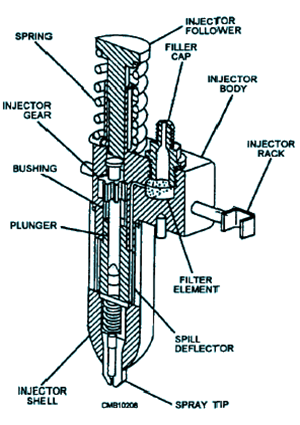 INJECTOR
FOLLOWER
SPRING
FILLER
CAP
INJECTOR
BODY
INJECTOR
GEAR
INJECTOR
RACK
BUSHING
PLUNGER
FILTER
ELEMENT
SPILL
DEFLECTOR
INJECTOR
SHELL
SPRAY TIP
CMB10206